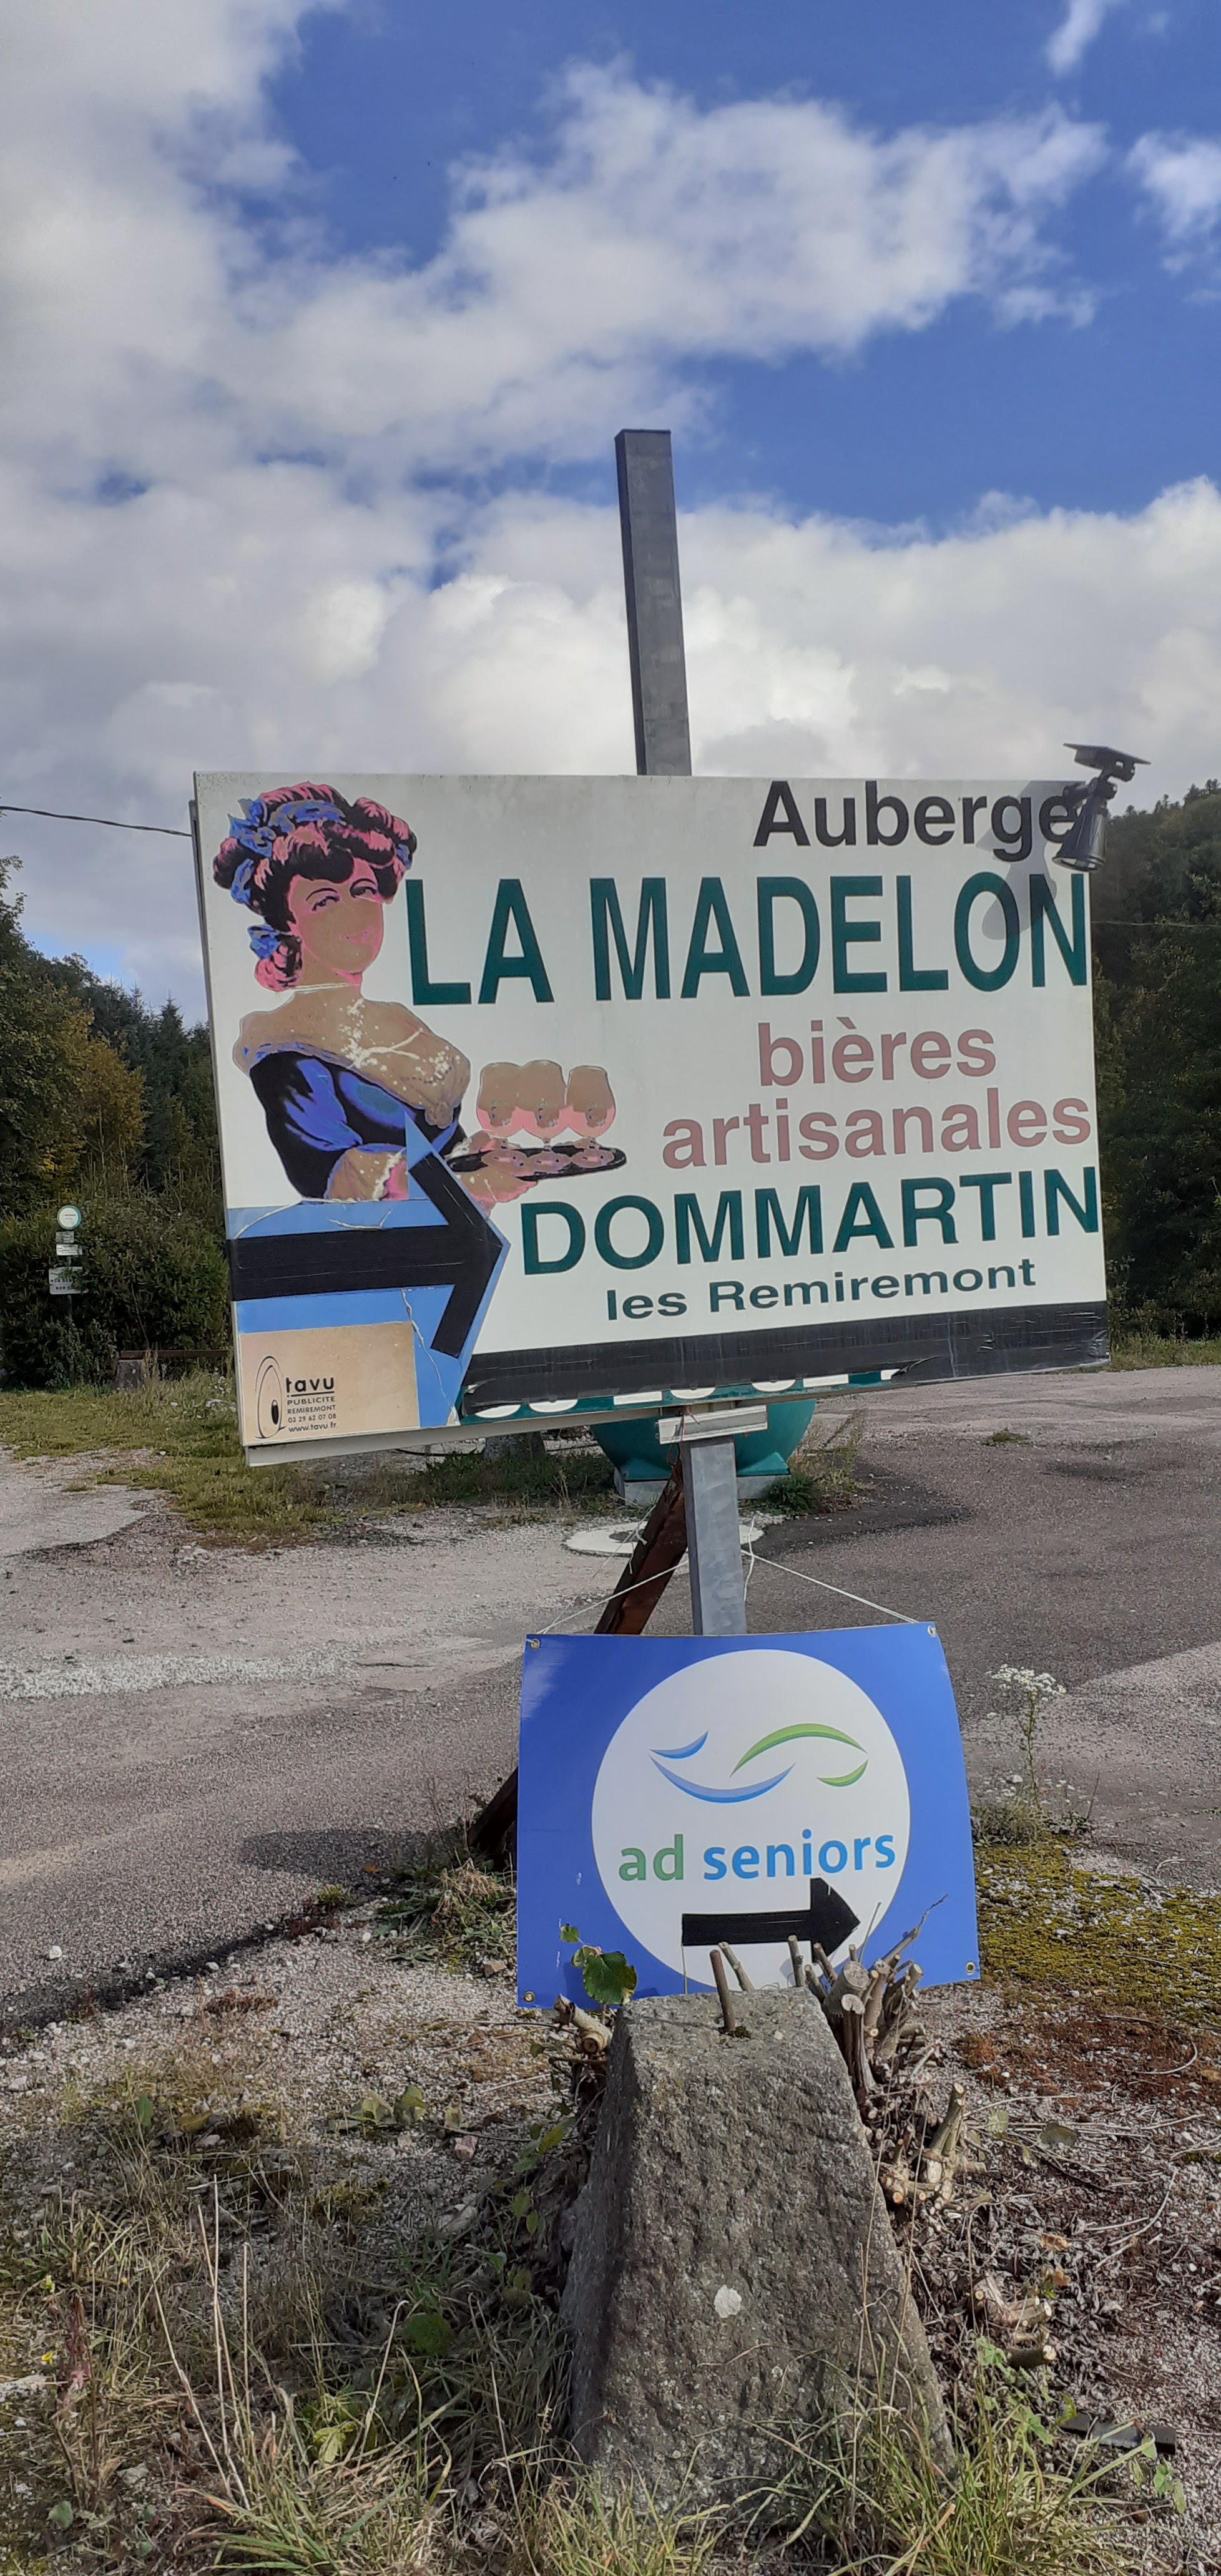 Auberge
LA MADELON
bières
artisanales
DOMMARTIN
les Remiremont
tavu
PUBLICITE
REMIREMONT
03 29 62 07 08
www.tavu.fr
ad seniors